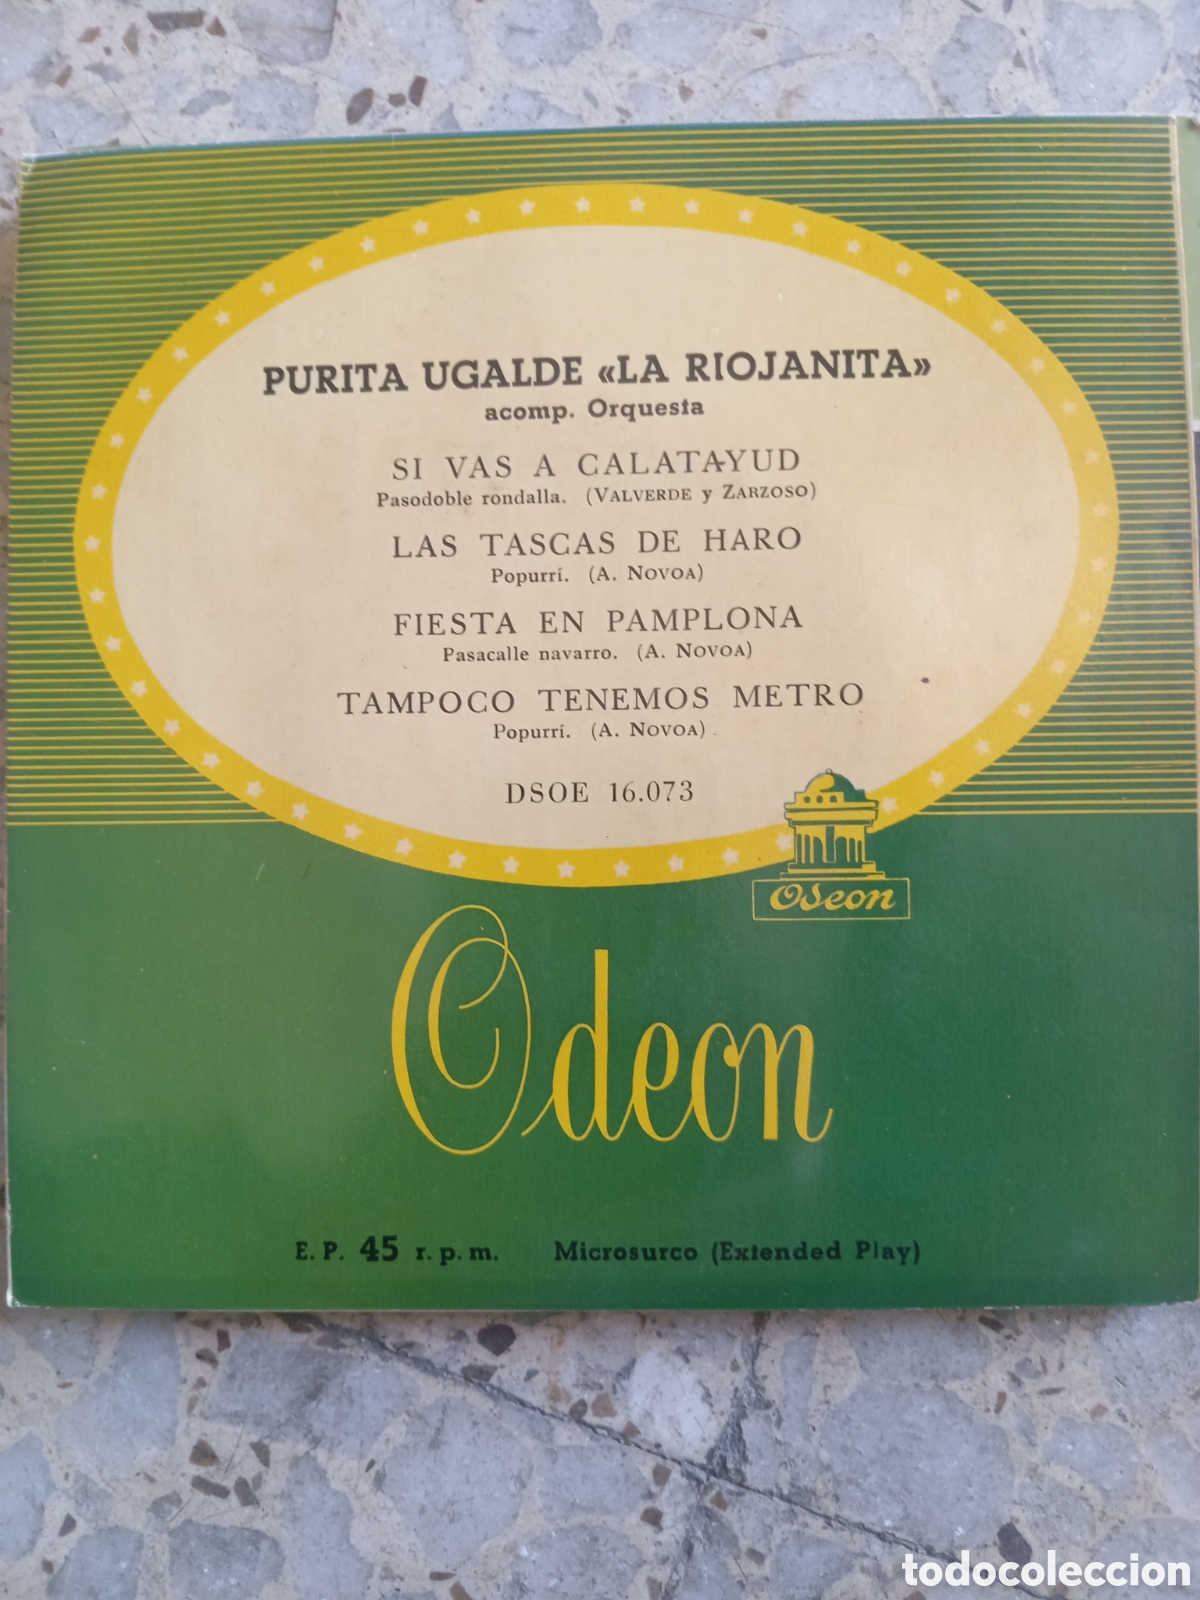 PURITA UGALDE «LA RIOJANITA»
acomp. Orquesta
SI VAS A CALATAYUD
Pasodoble rondalla. (VALVERDE y ZARZOSO)
LAS TASCAS DE HARO
Popurrí. (A. NOVOA)
FIESTA EN PAMPLONA
Pasacalle navarro. (A. NOVOA)
TAMPOCO TENEMOS METRO
Popurrí. (A. NOVOA)
DSOE 16.073
Odeon
Odeon
E. P. 45 r. p. m. Microsurco (Extended Play)
todocoleccion